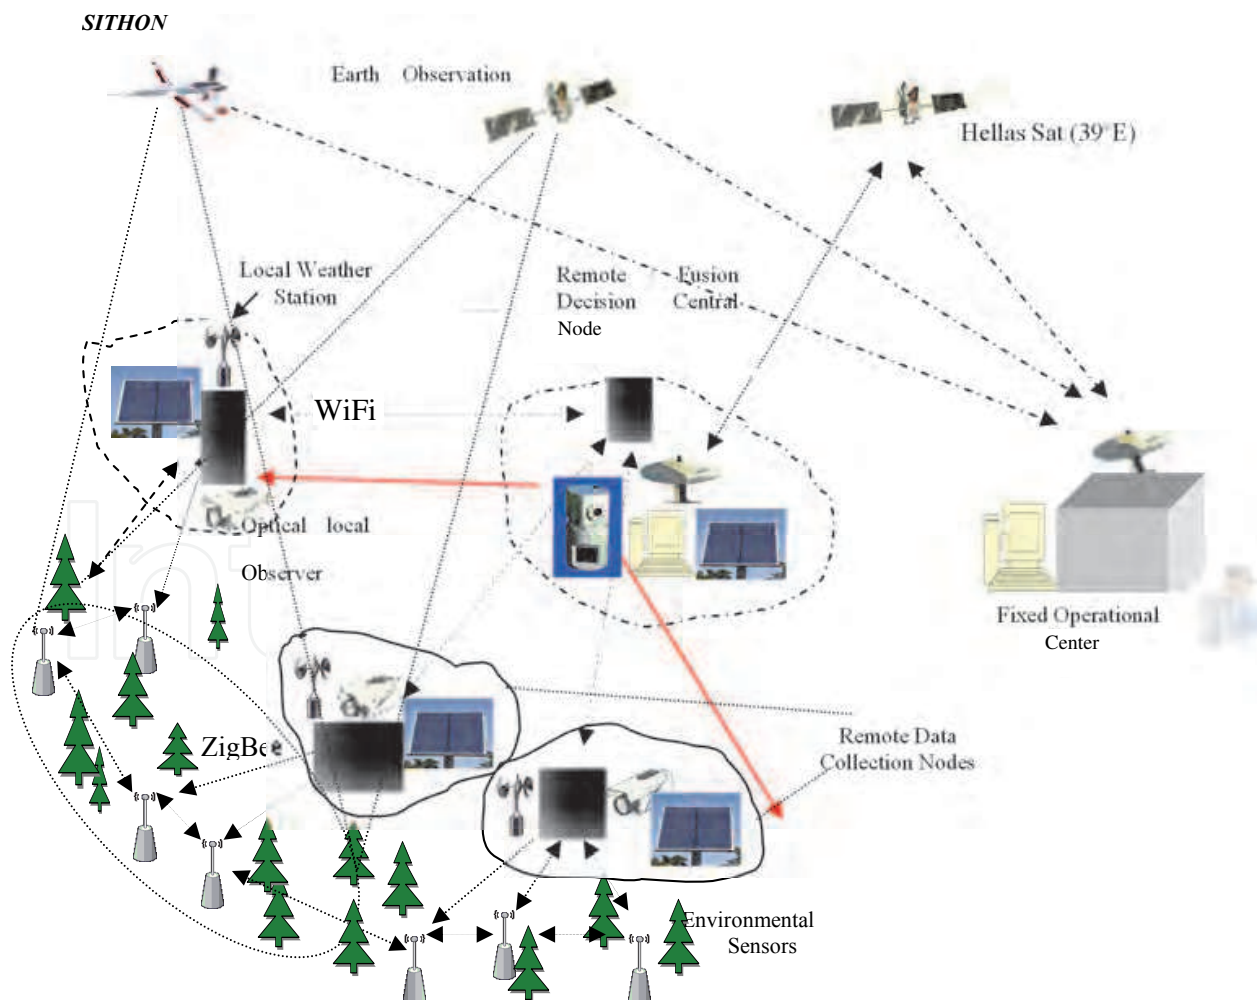 SITHON
Earth Observation
Hellas Sat (39°E)
Local Weather
Station
Remote Fusion
Decision Central
Node
WiFi
Optical local
Observer
Fixed Operational
Center
ZigBee
Remote Data
Collection Nodes
Environmental
Sensors